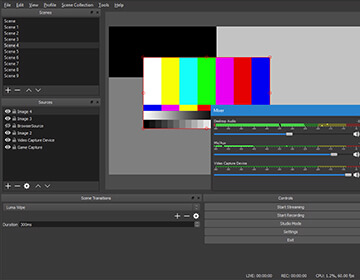 File Edit View Profile Scene Collection Tools Help
Scenes
Scene
Scene 2
Scene 3
Scene 4
Scene 5
Scene 6
Scene 7
Scene 8
Scene 9
Sources
Image 4
Image 3
BrowserSource
Image 2
Video Capture Device
Game Capture
Mixer
Desktop Audio
Mic/Aux
Video Capture Device
Scene Transitions
Luma Wipe
Duration 300ms
Controls
Start Streaming
Start Recording
Studio Mode
Settings
Exit
LIVE: 00:00:00 REC: 00:00:00 CPU: 1.2%, 60.00 fps